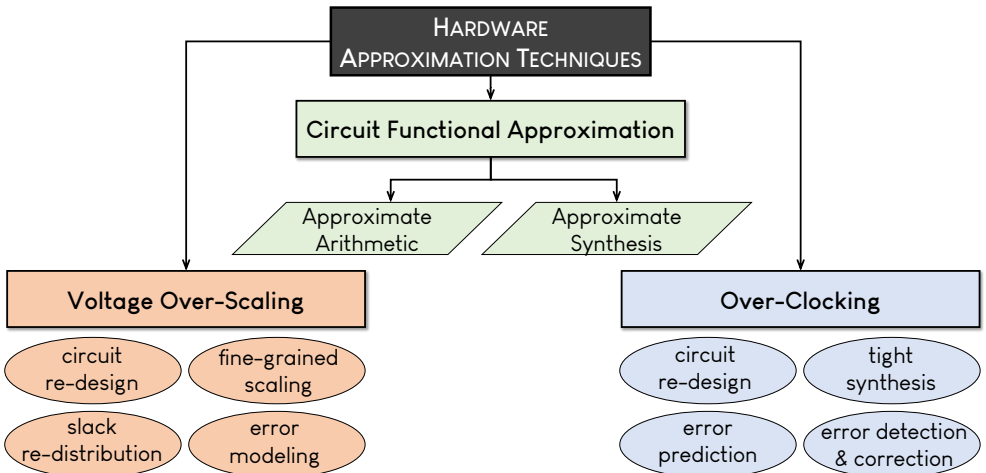 HARDWARE
APPROXIMATION TECHNIQUES
Circuit Functional Approximation
Approximate
Arithmetic
Approximate
Synthesis
Voltage Over-Scaling
circuit
re-design
fine-grained
scaling
slack
re-distribution
error
modeling
Over-Clocking
circuit
re-design
tight
synthesis
error
prediction
error detection
& correction